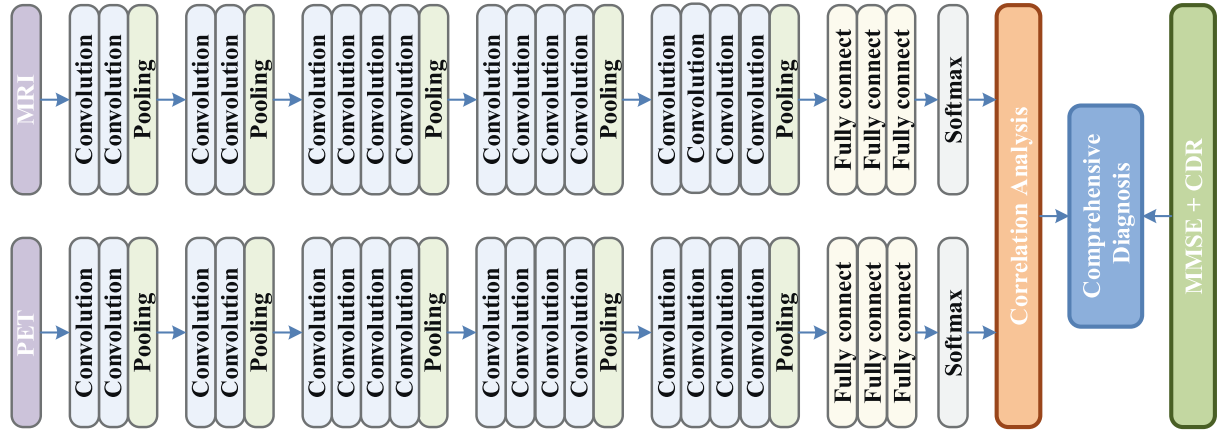 MRI
Convolution
Convolution
Pooling
Convolution
Convolution
Pooling
Convolution
Convolution
Convolution
Convolution
Pooling
Convolution
Convolution
Convolution
Convolution
Pooling
Convolution
Convolution
Convolution
Convolution
Pooling
Fully connect
Fully connect
Fully connect
Softmax
PET
Convolution
Convolution
Pooling
Convolution
Convolution
Pooling
Convolution
Convolution
Convolution
Convolution
Pooling
Convolution
Convolution
Convolution
Convolution
Pooling
Convolution
Convolution
Convolution
Convolution
Pooling
Fully connect
Fully connect
Fully connect
Softmax
Correlation Analysis
Comprehensive
Diagnosis
MMSE + CDR